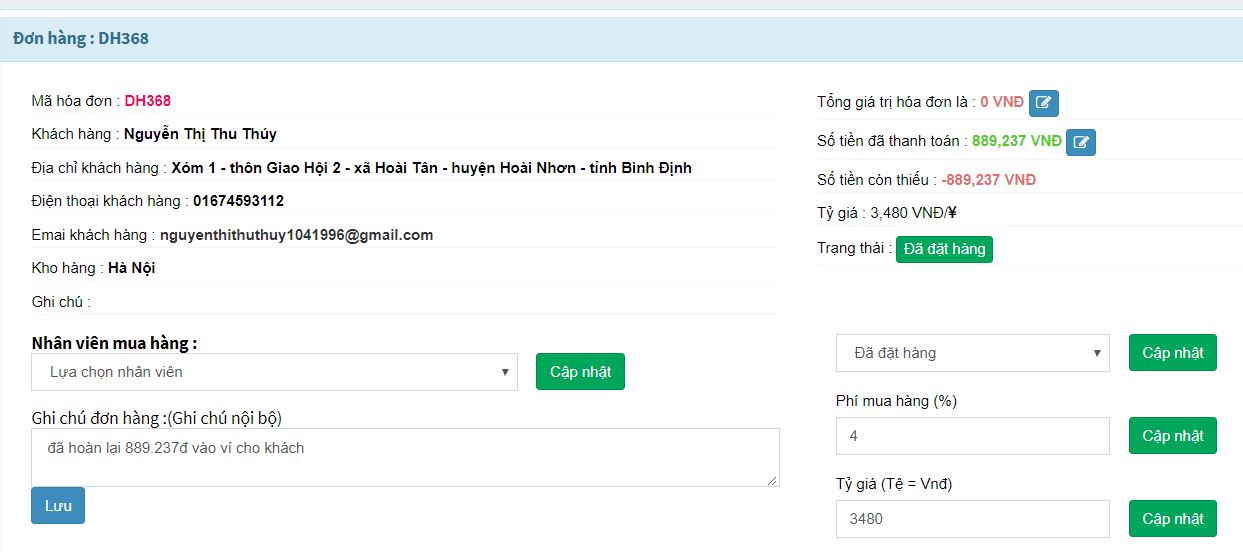 Đơn hàng : DH368
Mã hóa đơn : DH368
Khách hàng : Nguyễn Thị Thu Thúy
Địa chỉ khách hàng : Xóm 1 - thôn Giao Hội 2 - xã Hoài Tân - huyện Hoài Nhơn - tỉnh Bình Định
Điện thoại khách hàng : 01674593112
Emai khách hàng : nguyenthithuthuy1041996@gmail.com
Kho hàng : Hà Nội
Ghi chú :
Tổng giá trị hóa đơn là : 0 VNĐ
Số tiền đã thanh toán : 889,237 VNĐ
Số tiền còn thiếu : -889,237 VNĐ
Tỷ giá : 3,480 VNĐ/¥
Trạng thái : Đã đặt hàng
Nhân viên mua hàng :
Lựa chọn nhân viên
Cập nhật
Ghi chú đơn hàng :(Ghi chú nội bộ)
đã hoàn lại 889.237đ vào ví cho khách
Lưu
Đã đặt hàng
Cập nhật
Phí mua hàng (%)
4
Cập nhật
Tỷ giá (Tệ = Vnđ)
3480
Cập nhật